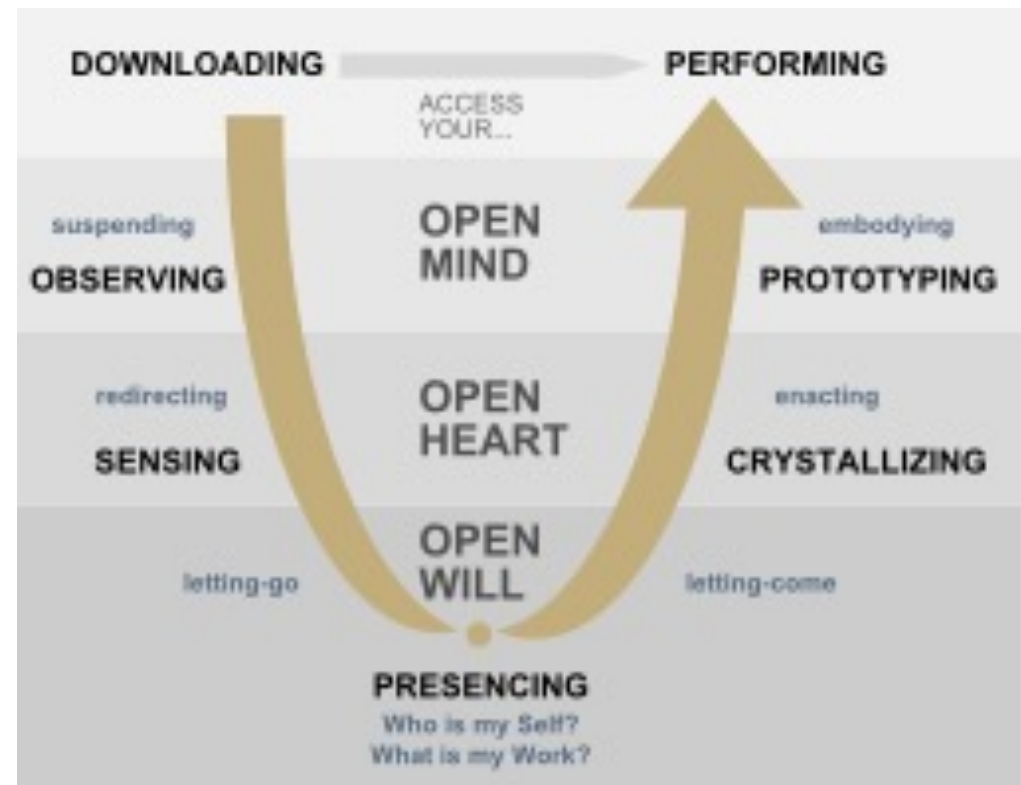 DOWNLOADING PERFORMING
ACCESS
YOUR...
suspending OPEN embodying
OBSERVING MIND PROTOTYPING
redirecting OPEN enacting
SENSING HEART CRYSTALLIZING
OPEN
letting-go WILL letting-come
PRESENCING
Who is my Self?
What is my Work?